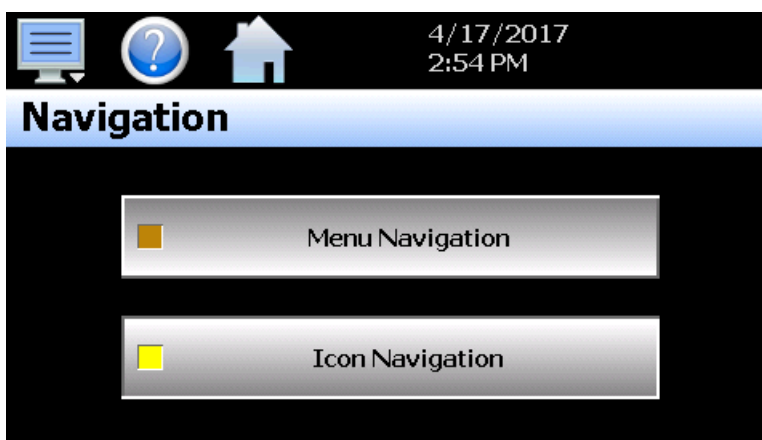 ?
4/17/2017
2:54 PM
Navigation
Menu Navigation
Icon Navigation